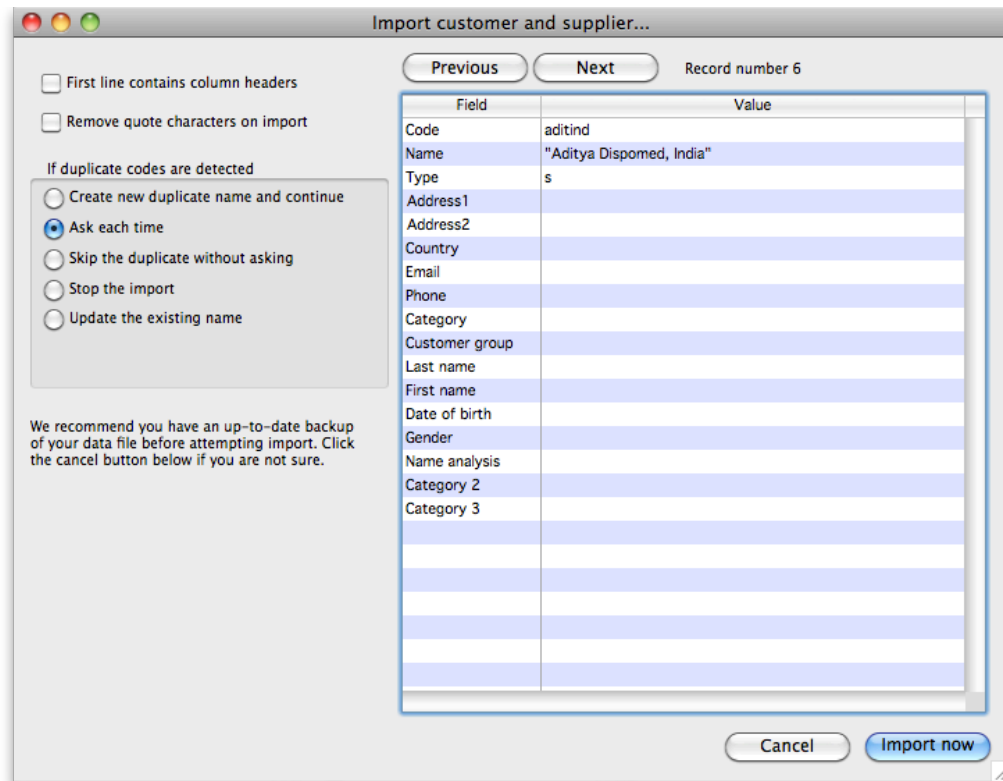 Import customer and supplier...
First line contains column headers
Remove quote characters on import
If duplicate codes are detected
Create new duplicate name and continue
Ask each time
Skip the duplicate without asking
Stop the import
Update the existing name
We recommend you have an up-to-date backup
of your data file before attempting import. Click
the cancel button below if you are not sure.
Previous Next Record number 6
Field Value
Code aditind
Name "Aditya Dispomed, India"
Type s
Address1
Address2
Country
Email
Phone
Category
Customer group
Last name
First name
Date of birth
Gender
Name analysis
Category 2
Category 3
Cancel Import now